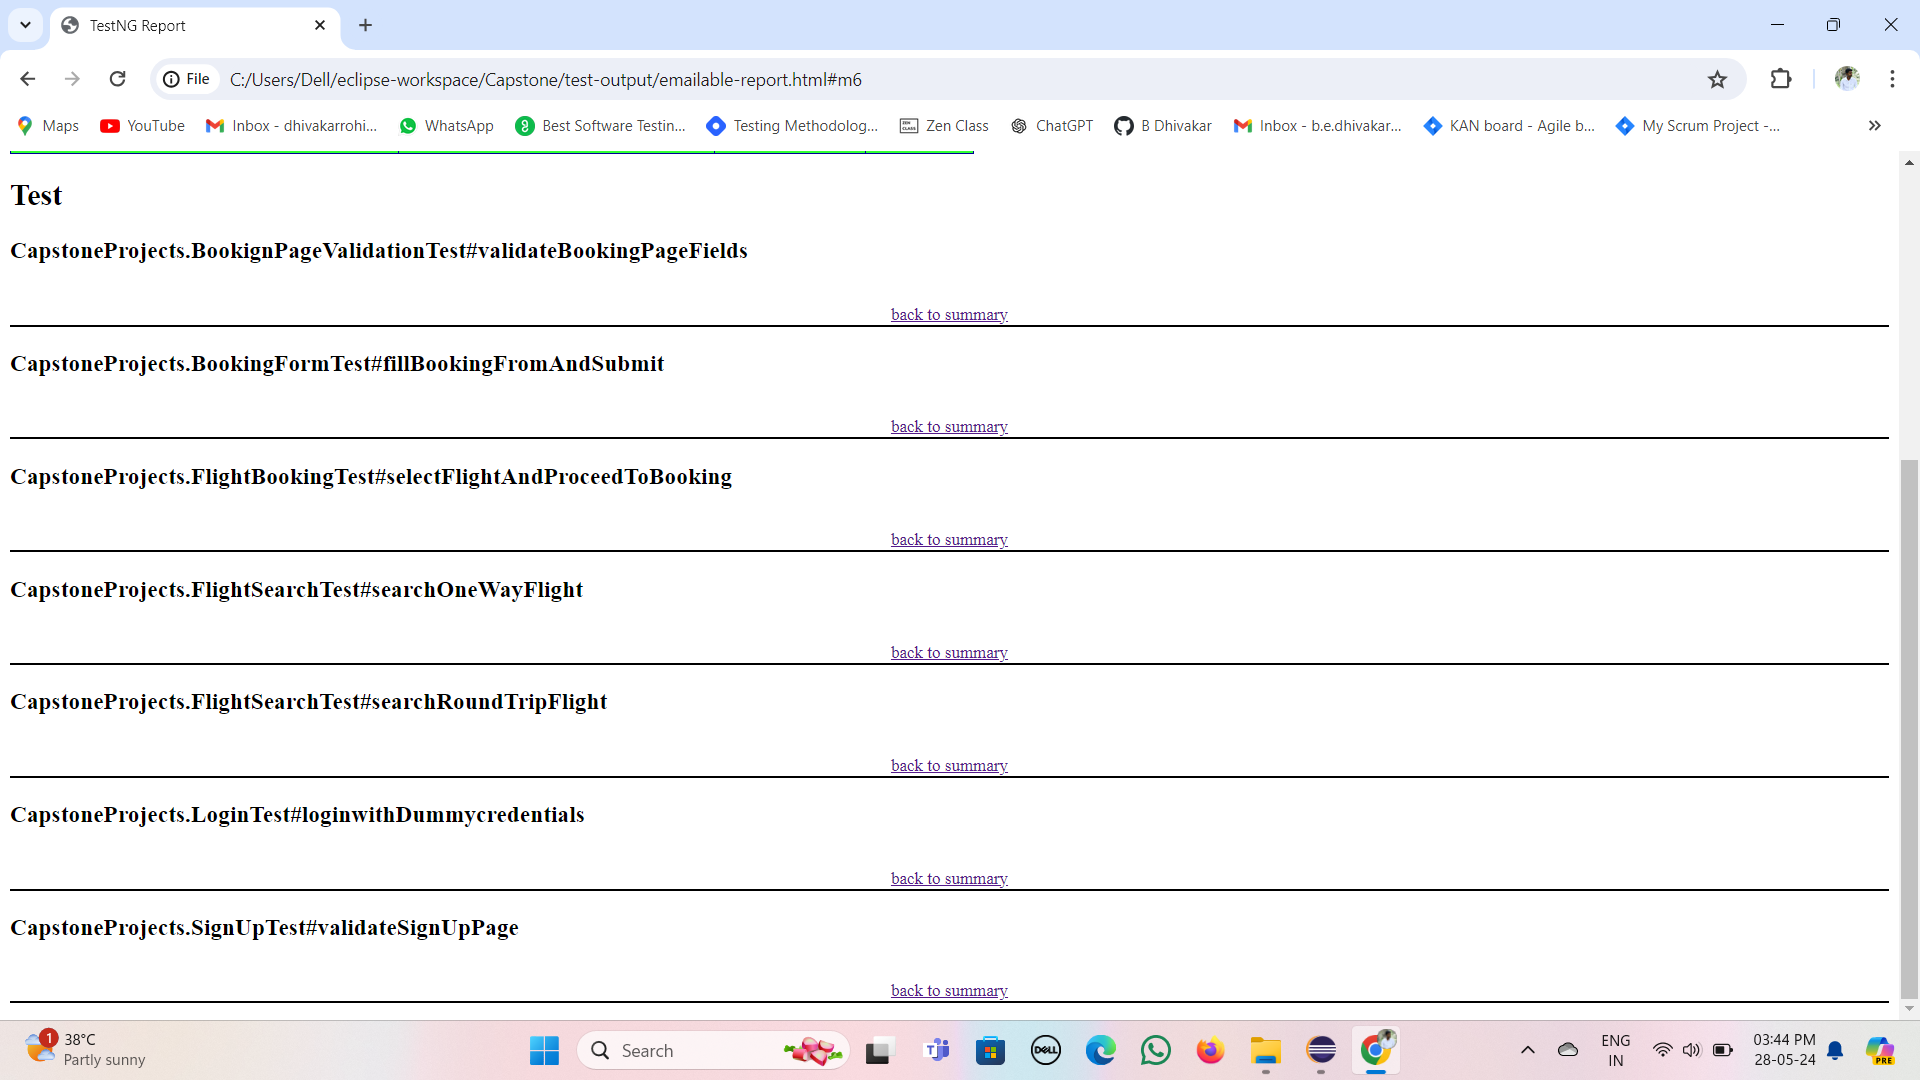 TestNG Report
File
C:/Users/Dell/eclipse-workspace/Capstone/test-output/emailable-report.html#m6
Maps
YouTube
Inbox - dhivakarrohi...
WhatsApp
Best Software Testin...
Testing Methodolog...
Zen Class
ChatGPT
B Dhivakar
Inbox - b.e.dhivakar...
KAN board - Agile b...
My Scrum Project -...
Test
CapstoneProjects.BookignPageValidationTest#validateBookingPageFields
back to summary
CapstoneProjects.BookingFormTest#fillBookingFromAndSubmit
back to summary
CapstoneProjects.FlightBookingTest#selectFlightAndProceedToBooking
back to summary
CapstoneProjects.FlightSearchTest#searchOneWayFlight
back to summary
CapstoneProjects.FlightSearchTest#searchRoundTripFlight
back to summary
CapstoneProjects.LoginTest#loginwithDummycredentials
back to summary
CapstoneProjects.SignUpTest#validateSignUpPage
back to summary
1
38°C
Partly sunny
Search
DELL
ENG
IN
03:44 PM
28-05-24
PRE